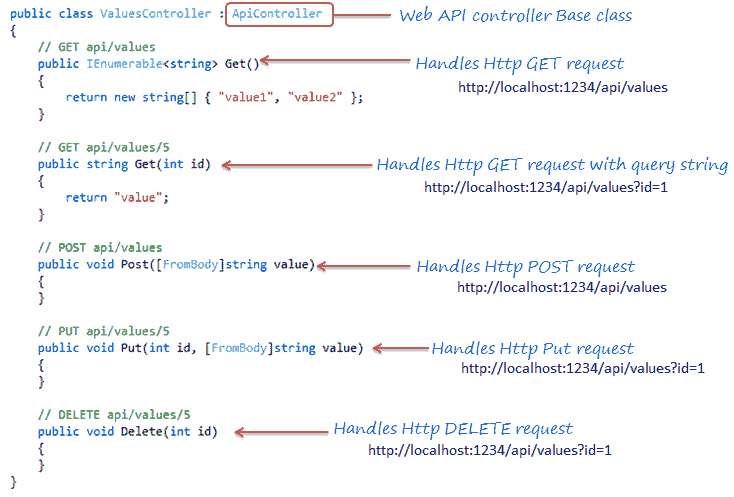 public class ValuesController : ApiController Web API controller Base class
{
// GET api/values
public IEnumerable<string> Get() Handles Http GET request
{ http://localhost:1234/api/values
return new string[] { "value1", "value2" };
}
// GET api/values/5
public string Get(int id) Handles Http GET request with query string
{ http://localhost:1234/api/values?id=1
return "value";
}
// POST api/values
public void Post([FromBody]string value) Handles Http POST request
{ http://localhost:1234/api/values
}
// PUT api/values/5
public void Put(int id, [FromBody]string value) Handles Http Put request
{ http://localhost:1234/api/values?id=1
}
// DELETE api/values/5
public void Delete(int id) Handles Http DELETE request
{ http://localhost:1234/api/values?id=1
}
}